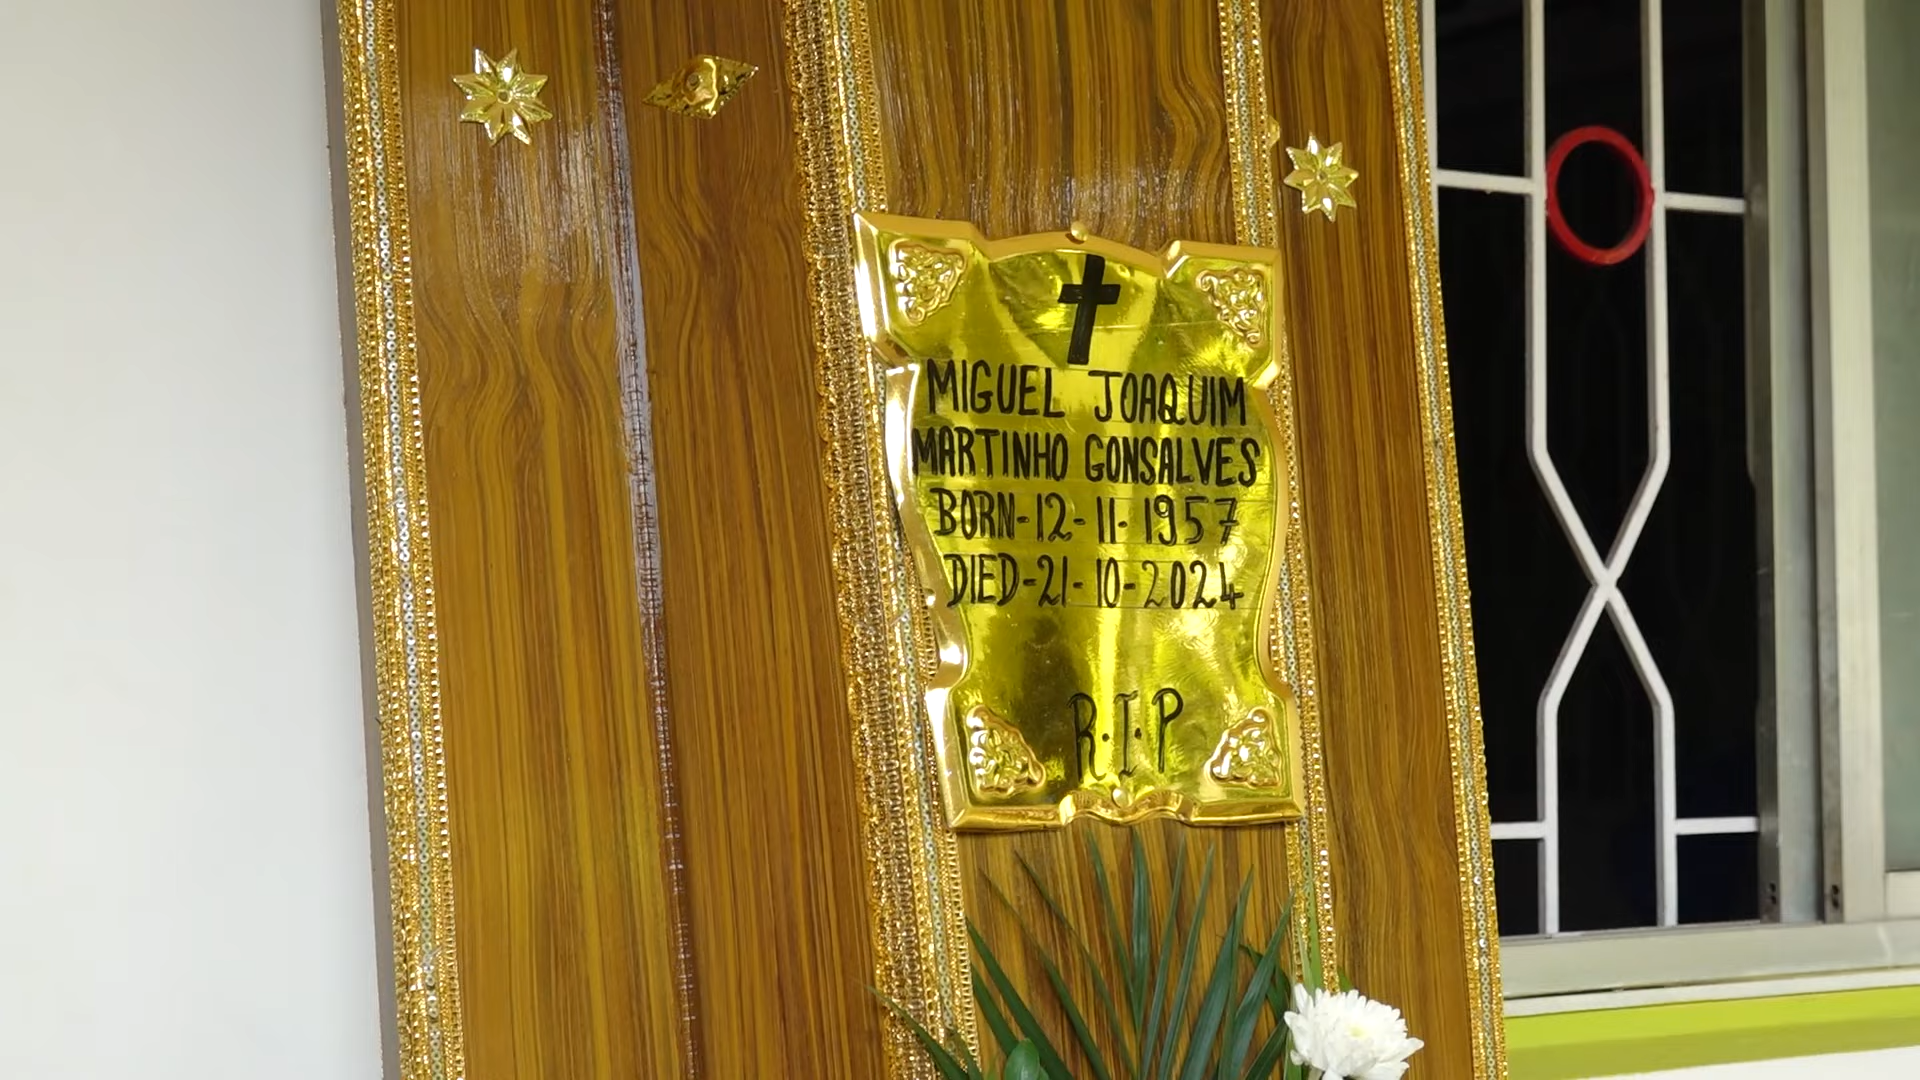 MIGUEL JOAQUIM
MARTINHO GONSALVES
BORN-12-11-1957
DIED-21-10-2024
R.I.P